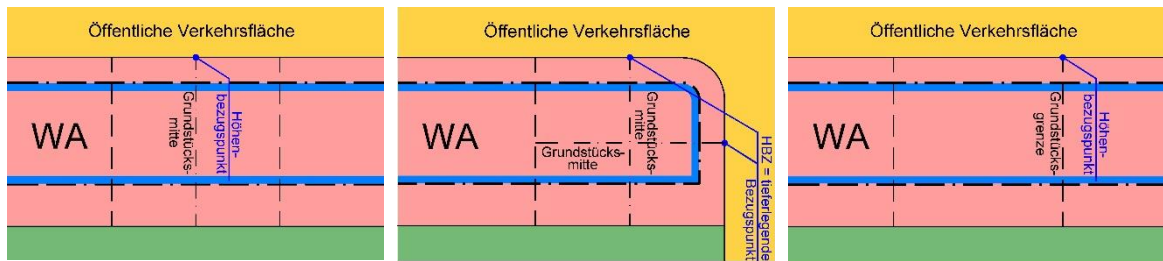 Öffentliche Verkehrsfläche
WA
Grundstücks-
mitte
Höhen-
bezugspunkt
Öffentliche Verkehrsfläche
WA
Grundstücks-
mitte
Grundstücks-
mitte
HBZ = tieferlegende
Bezugspunkt
Öffentliche Verkehrsfläche
WA
Grundstücks-
grenze
Höhen-
bezugspunkt